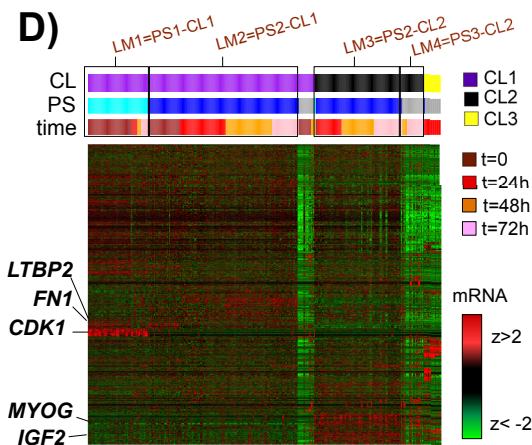 D)
LM1=PS1-CL1
LM2=PS2-CL1
LM3=PS2-CL2
LM4=PS3-CL2
CL
PS
time
CL1
CL2
CL3
t=0
t=24h
t=48h
t=72h
LTBP2
FN1
CDK1
MYOG
IGF2
mRNA
z>2
z< -2